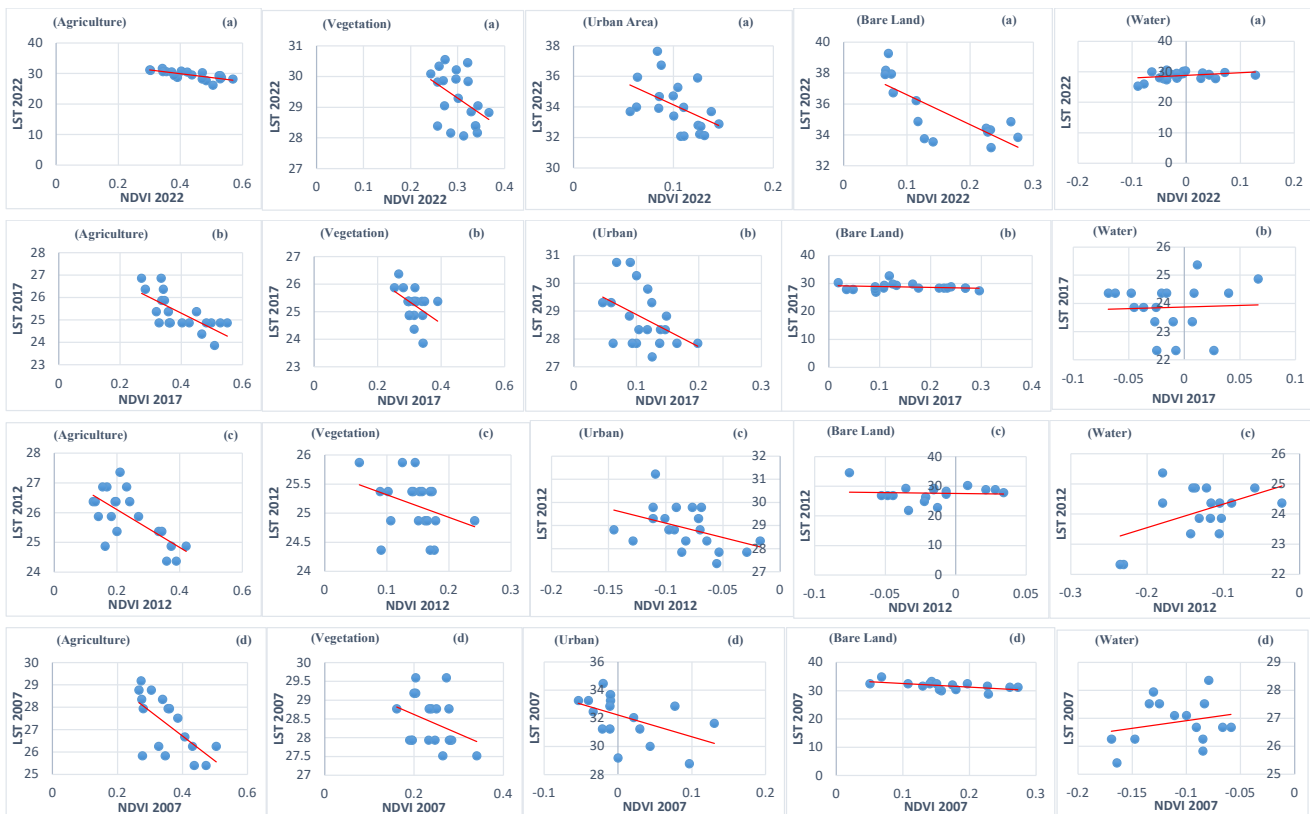 (Agriculture) (a)
LST 2022
40
30
20
10
0
0 0.2 0.4 0.6
NDVI 2022
(Vegetation) (a)
LST 2022
31
30
29
28
27
0 0.1 0.2 0.3 0.4
NDVI 2022
(Urban Area) (a)
LST 2022
38
36
34
32
30
0 0.1 0.2
NDVI 2022
(Bare Land) (a)
LST 2022
40
38
36
34
32
0 0.1 0.2 0.3
NDVI 2022
(Water) (a)
LST 2022
40
30
20
10
0
-0.2 -0.1 0 0.1 0.2
NDVI 2022
(Agriculture) (b)
LST 2017
28
27
26
25
24
23
0 0.2 0.4 0.6
NDVI 2017
(Vegetation) (b)
LST 2017
27
26
25
24
23
0 0.2 0.4 0.6
NDVI 2017
(Urban) (b)
LST 2017
31
30
29
28
27
0 0.1 0.2 0.3
NDVI 2017
(Bare Land) (b)
LST 2017
40
30
20
10
0
0 0.1 0.2 0.3 0.4
NDVI 2017
(Water) (b)
LST 2017
26
25
24
23
22
-0.1 -0.05 0 0.05 0.1
NDVI 2017
(Agriculture) (c)
LST 2012
28
27
26
25
24
0 0.2 0.4 0.6
NDVI 2012
(Vegetation) (c)
LST 2012
26
25.5
25
24.5
24
0 0.1 0.2 0.3
NDVI 2012
(Urban) (c)
LST 2012
32
31
30
29
28
27
-0.2 -0.1 0
NDVI 2012
(Bare Land) (c)
LST 2012
40
30
20
10
0
-0.1 -0.05 0 0.05
NDVI 2012
(Water) (c)
LST 2012
26
25
24
23
22
-0.3 -0.2 -0.1 0
NDVI 2012
(Agriculture) (d)
LST 2007
30
29
28
27
26
25
0 0.2 0.4 0.6
NDVI 2007
(Vegetation) (d)
LST 2007
30
29.5
29
28.5
28
27.5
27
0 0.2 0.4
NDVI 2007
(Urban) (d)
LST 2007
36
34
32
30
28
-0.1 0 0.1 0.2
NDVI 2007
(Bare Land) (d)
LST 2007
40
30
20
10
0
0 0.1 0.2 0.3
NDVI 2007
(Water) (d)
LST 2007
29
28
27
26
25
-0.2 -0.15 -0.1 -0.05 0
NDVI 2007